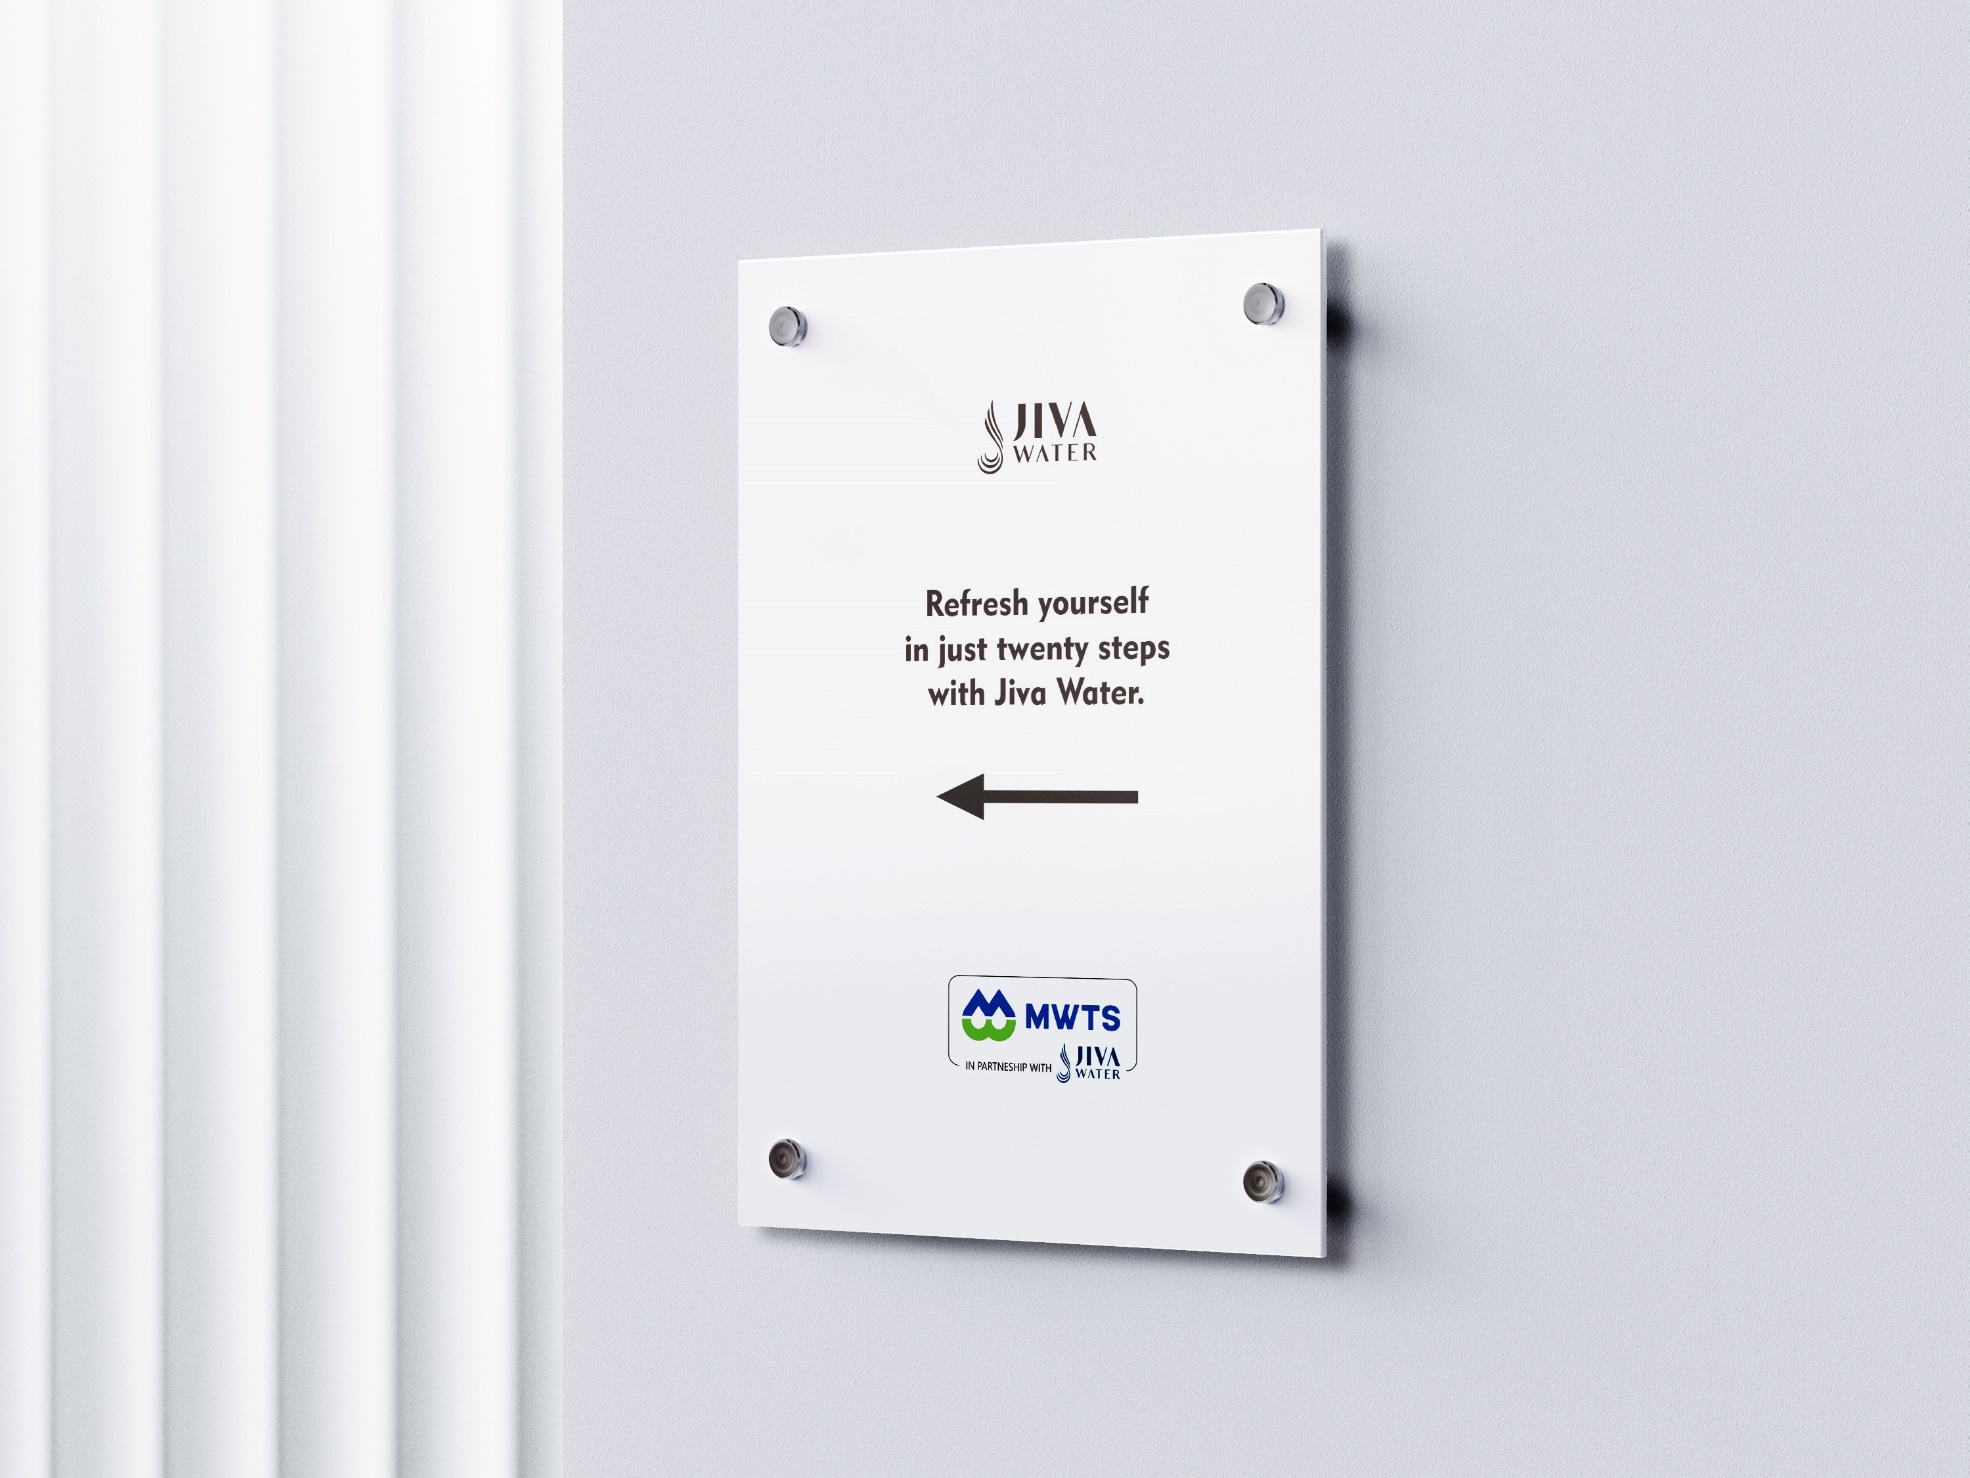 JIVA
WATER
Refresh yourself
in just twenty steps
with Jiva Water.
MWTS
IN PARTNESHIP WITH JIVA
WATER